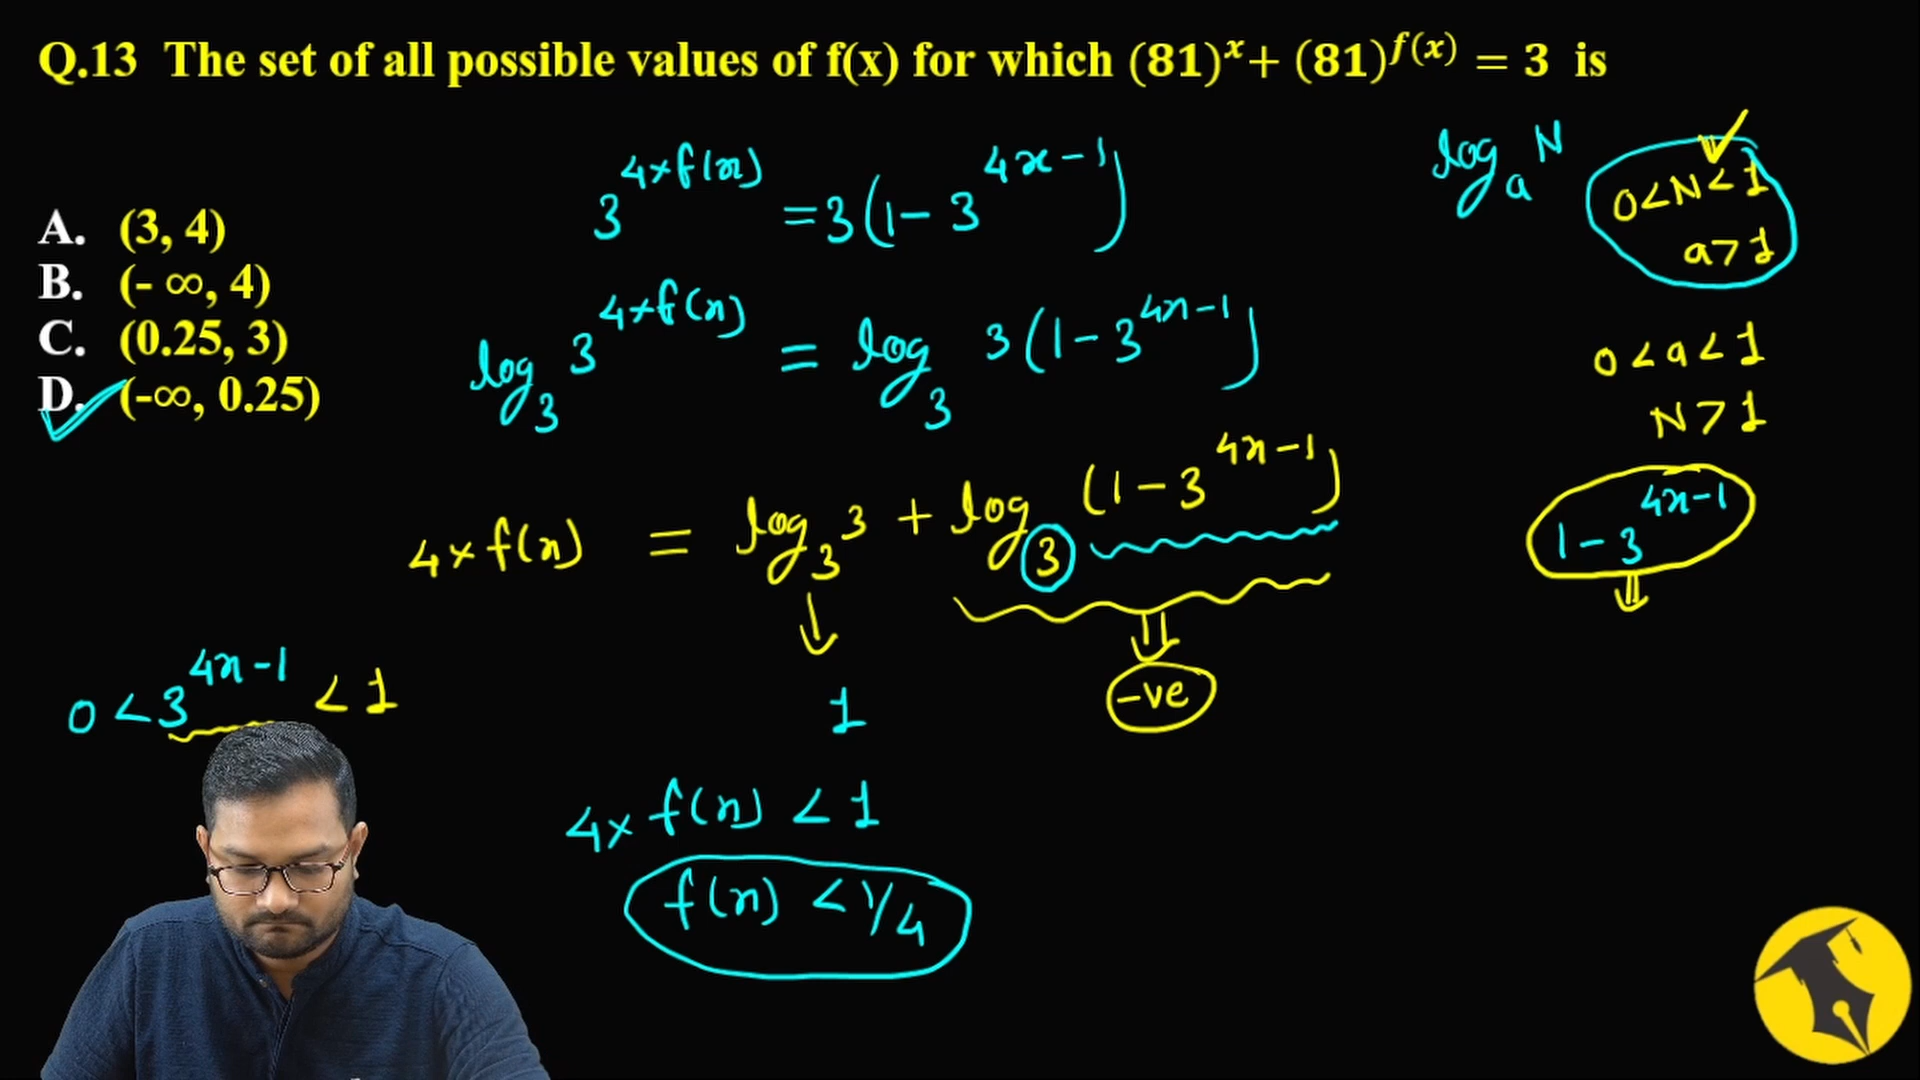 Q.13 The set of all possible values of f(x) for which (81)^x + (81)^f(x) = 3 is
A. (3, 4)
B. (- ∞, 4)
C. (0.25, 3)
D. (-∞, 0.25)
3^4×f(x) = 3(1 - 3^4x-1)
log_3 3^4×f(x) = log_3 3(1 - 3^4x-1)
4×f(x) = log_3 3 + log_3 (1 - 3^4x-1)
1
-ve
0 < 3^4x-1 < 1
4× f(x) < 1
f(x) < 1/4
log_a N
0<N<1
a>1
0<a<1
N>1
1 - 3^4x-1